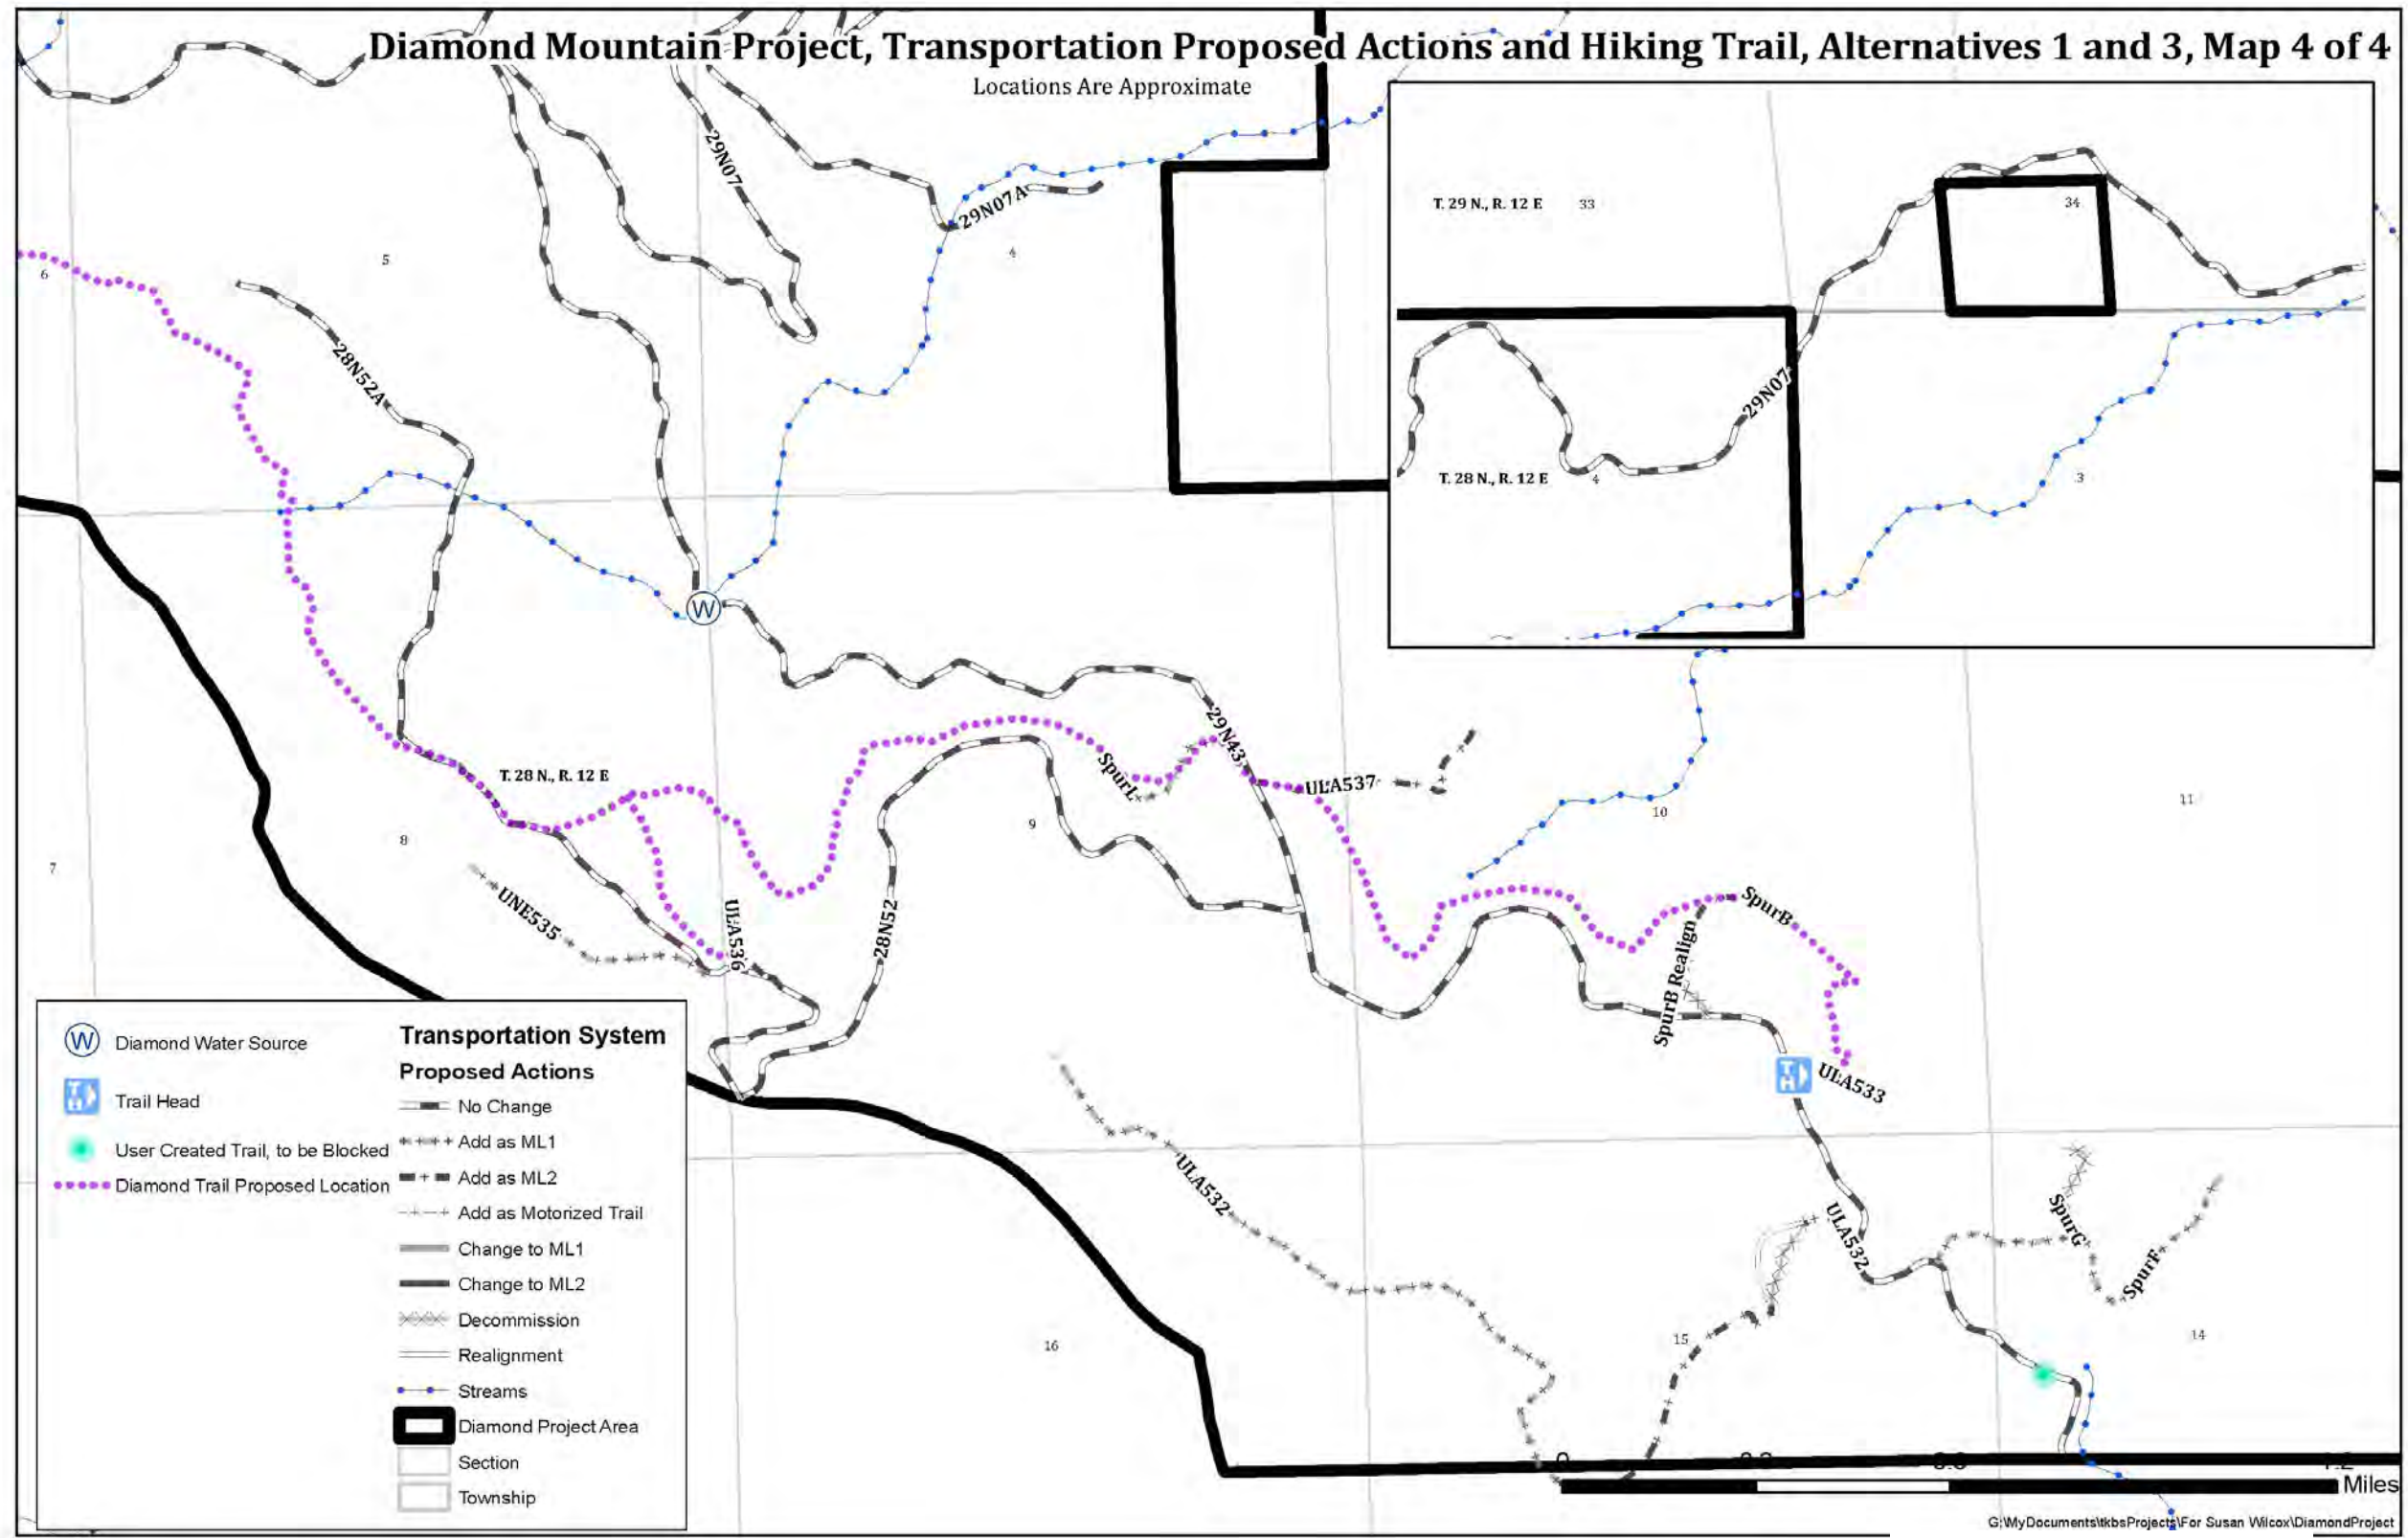 Diamond Mountain Project, Transportation Proposed Actions and Hiking Trail, Alternatives 1 and 3, Map 4 of 4
Locations Are Approximate
29N07
29N07A
4
5
6
28N52A
T. 29 N., R. 12 E
33
34
29N07
T. 28 N., R. 12 E
4
3
W
29N43
SpurL
ULA537
T. 28 N., R. 12 E
7
8
9
10
11
UNE535
ULA536
28N52
SpurB
SpurB Realign
TH
ULA533
ULA532
ULA532
SpurG
SpurF
16
15
14
W
Diamond Water Source
TH
Trail Head
User Created Trail, to be Blocked
Diamond Trail Proposed Location
Transportation System
Proposed Actions
No Change
Add as ML1
Add as ML2
Add as Motorized Trail
Change to ML1
Change to ML2
Decommission
Realignment
Streams
Diamond Project Area
Section
Township
Miles
G:\MyDocuments\tkbsProjects\For Susan Wilcox\DiamondProject